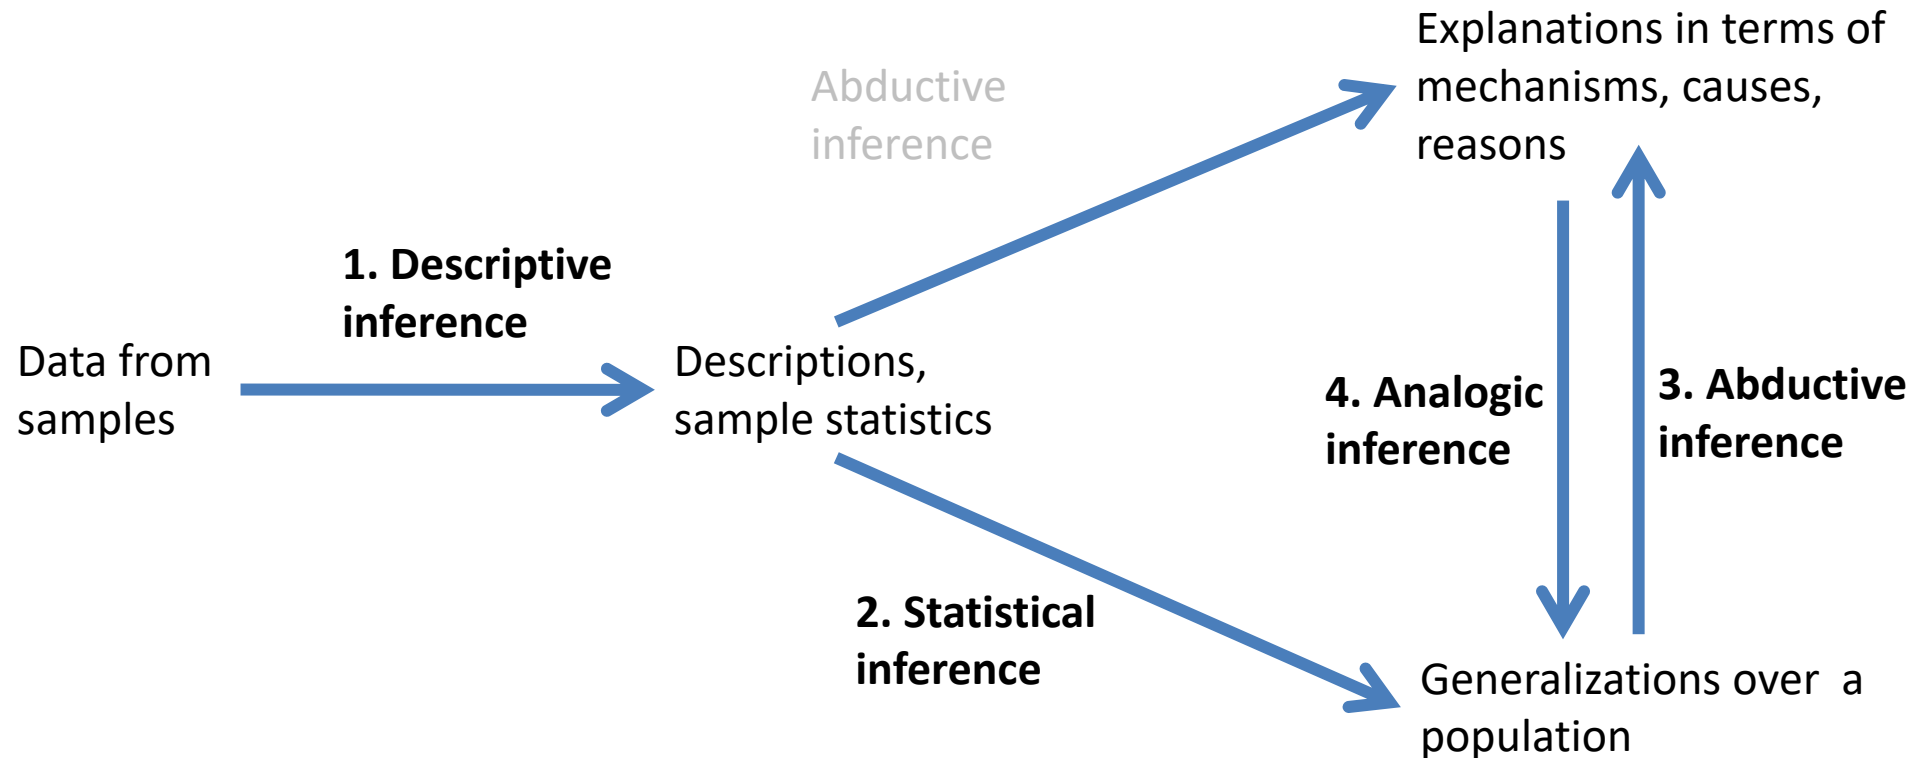 Explanations in terms of
mechanisms, causes,
reasons
Abductive
inference
1. Descriptive
inference
Data from
samples
Descriptions,
sample statistics
4. Analogic
inference
3. Abductive
inference
2. Statistical
inference
Generalizations over  a
population